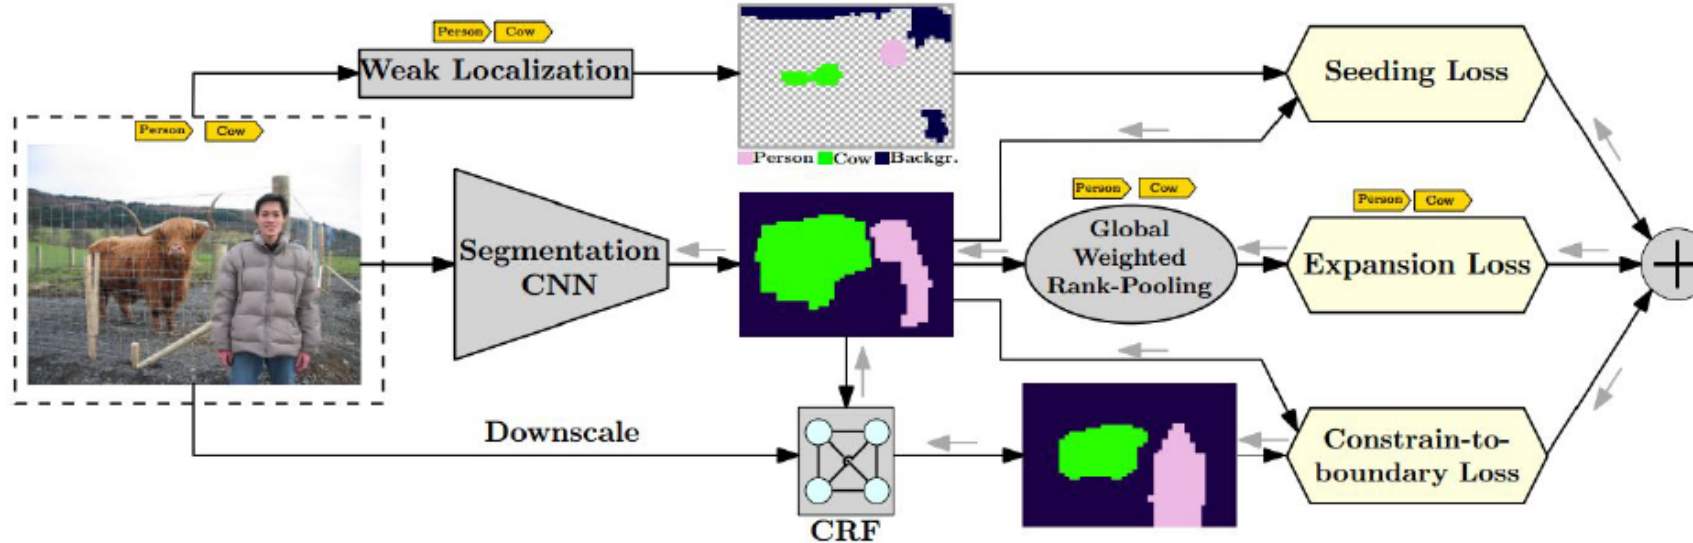 Person Cow
Weak Localization
Person Cow
Person Cow Backgr.
Seeding Loss
Segmentation
CNN
Person Cow
Global
Weighted
Rank-Pooling
Person Cow
Expansion Loss
Downscale
CRF
Constrain-to-
boundary Loss